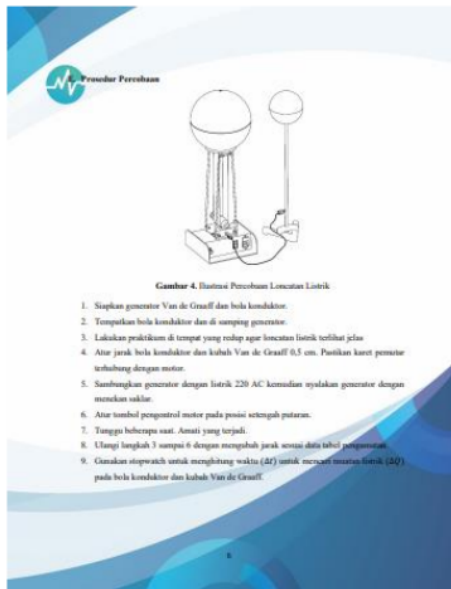 Prosedur Percobaan
Gambar 4. Ilustrasi Percobaan Loncatan Listrik
1. Siapkan generator Van de Graaff dan bola konduktor.
2. Tempatkan bola konduktor dan di samping generator.
3. Lakukan praktikum di tempat yang redup agar loncatan listrik terlihat jelas
4. Atur jarak bola konduktor dan kubah Van de Graaff 0,5 cm. Pastikan karet pemutar
terhubung dengan motor.
5. Sambungkan generator dengan listrik 220 AC kemudian nyalakan generator dengan
menekan saklar.
6. Atur tombol pengontrol motor pada posisi setengah putaran.
7. Tunggu beberapa saat. Amati yang terjadi.
8. Ulangi langkah 3 sampai 6 dengan mengubah jarak sesuai data tabel pengamatan.
9. Gunakan stopwatch untuk menghitung waktu (Δt) untuk mencari muatan listrik (ΔQ)
pada bola konduktor dan kubah Van de Graaff.
6